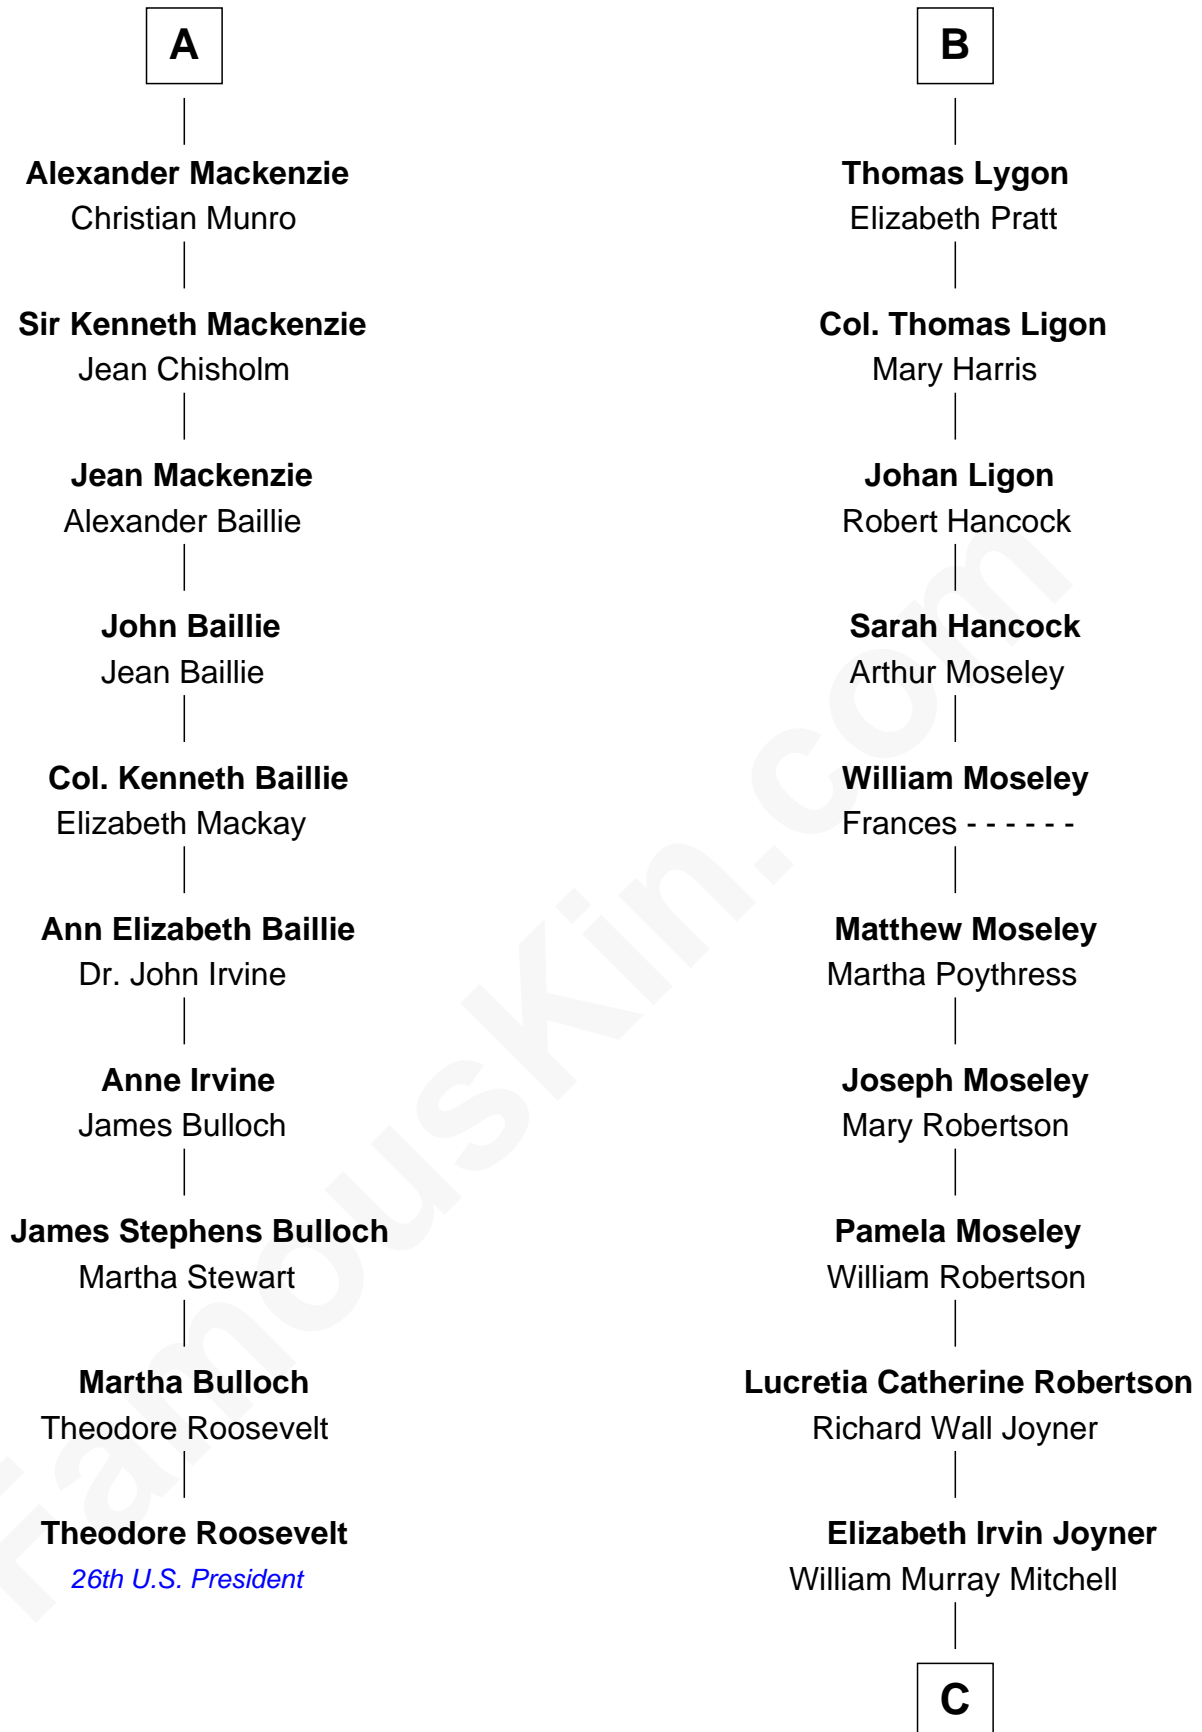 A
Alexander Mackenzie
Christian Munro
Sir Kenneth Mackenzie
Jean Chisholm
Jean Mackenzie
Alexander Baillie
John Baillie
Jean Baillie
Col. Kenneth Baillie
Elizabeth Mackay
Ann Elizabeth Baillie
Dr. John Irvine
Anne Irvine
James Bulloch
James Stephens Bulloch
Martha Stewart
Martha Bulloch
Theodore Roosevelt
Theodore Roosevelt
26th U.S. President
B
Thomas Lygon
Elizabeth Pratt
Col. Thomas Ligon
Mary Harris
Johan Ligon
Robert Hancock
Sarah Hancock
Arthur Moseley
William Moseley
Frances - - - - - -
Matthew Moseley
Martha Poythress
Joseph Moseley
Mary Robertson
Pamela Moseley
William Robertson
Lucretia Catherine Robertson
Richard Wall Joyner
Elizabeth Irvin Joyner
William Murray Mitchell
C
FamousKin.com